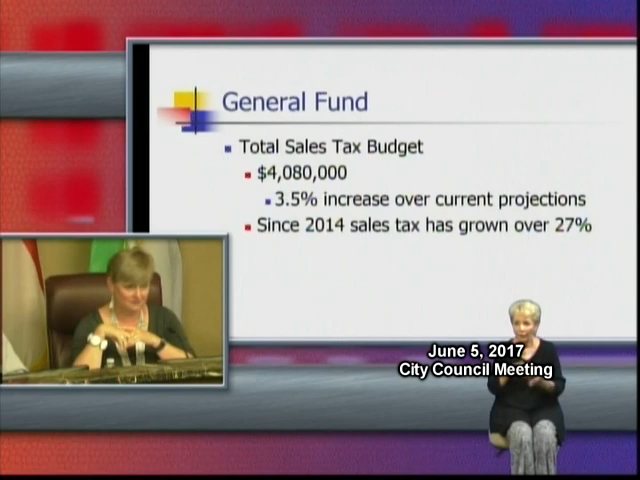 General Fund
Total Sales Tax Budget
$4,080,000
3.5% increase over current projections
Since 2014 sales tax has grown over 27%
June 5, 2017
City Council Meeting